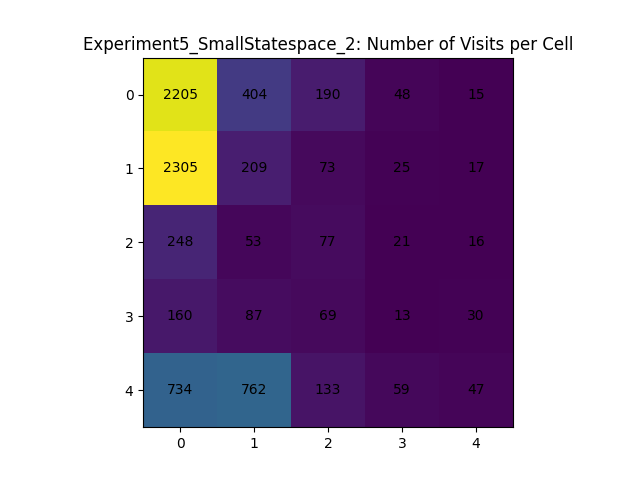 Experiment5_SmallStatespace_2: Number of Visits per Cell
0 2205 404 190 48 15
1 2305 209 73 25 17
2 248 53 77 21 16
3 160 87 69 13 30
4 734 762 133 59 47
0 1 2 3 4